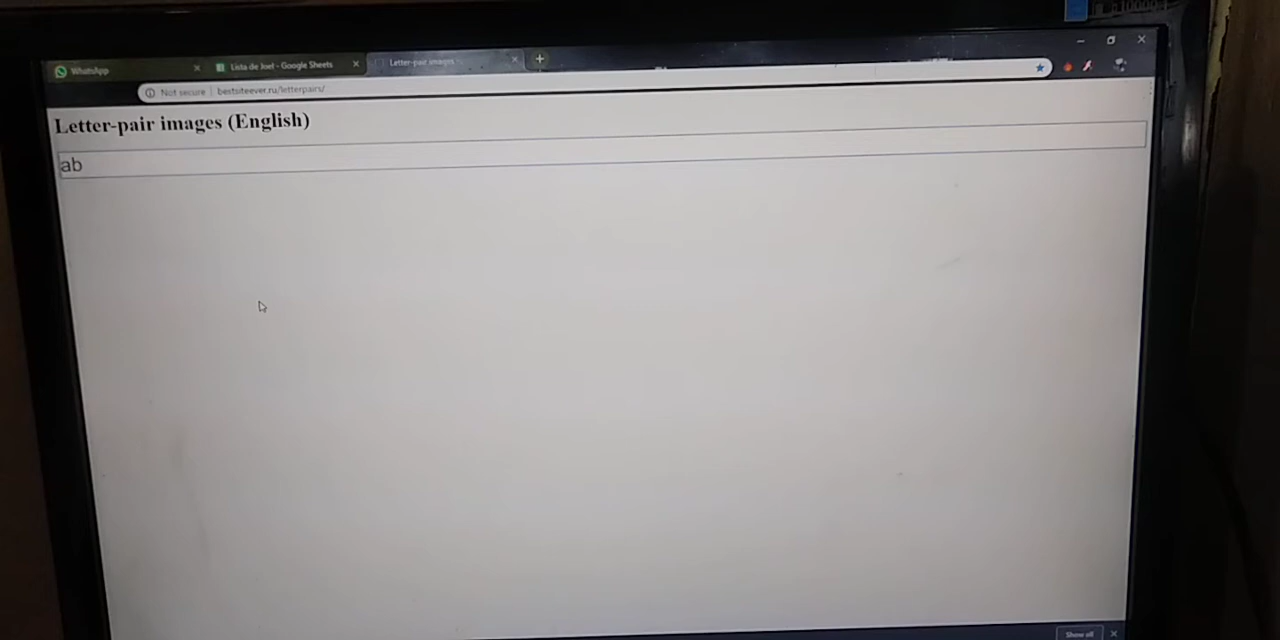 WhatsApp
Lista de Joel - Google Sheets
Letter-pair images
Not secure
bestsiteever.ru/letterpairs/
Letter-pair images (English)
ab
Show all